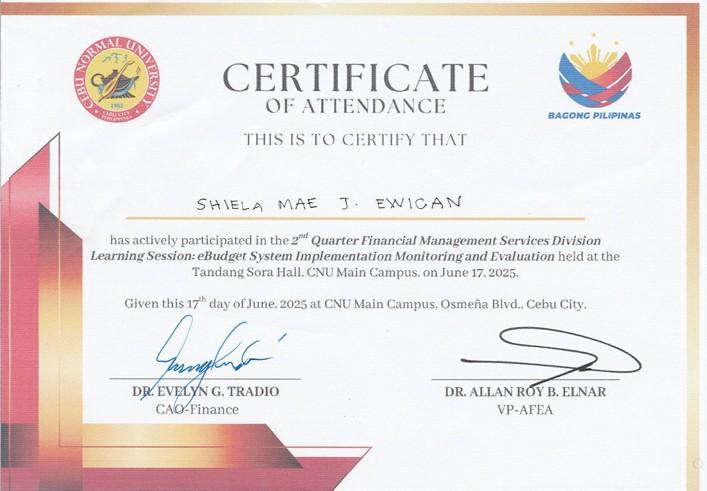 CEBU NORMAL UNIVERSITY
1902
CEBU CITY
PHILIPPINES
BAGONG PILIPINAS
CERTIFICATE
OF ATTENDANCE
THIS IS TO CERTIFY THAT
SHIELA MAE J. EWICAN
has actively participated in the 2nd Quarter Financial Management Services Division
Learning Session: eBudget System Implementation Monitoring and Evaluation held at the
Tandang Sora Hall, CNU Main Campus, on June 17, 2025.
Given this 17th day of June, 2025 at CNU Main Campus, Osmeña Blvd., Cebu City.
DR. EVELYN G. TRADIO
CAO-Finance
DR. ALLAN ROY B. ELNAR
VP-AFEA